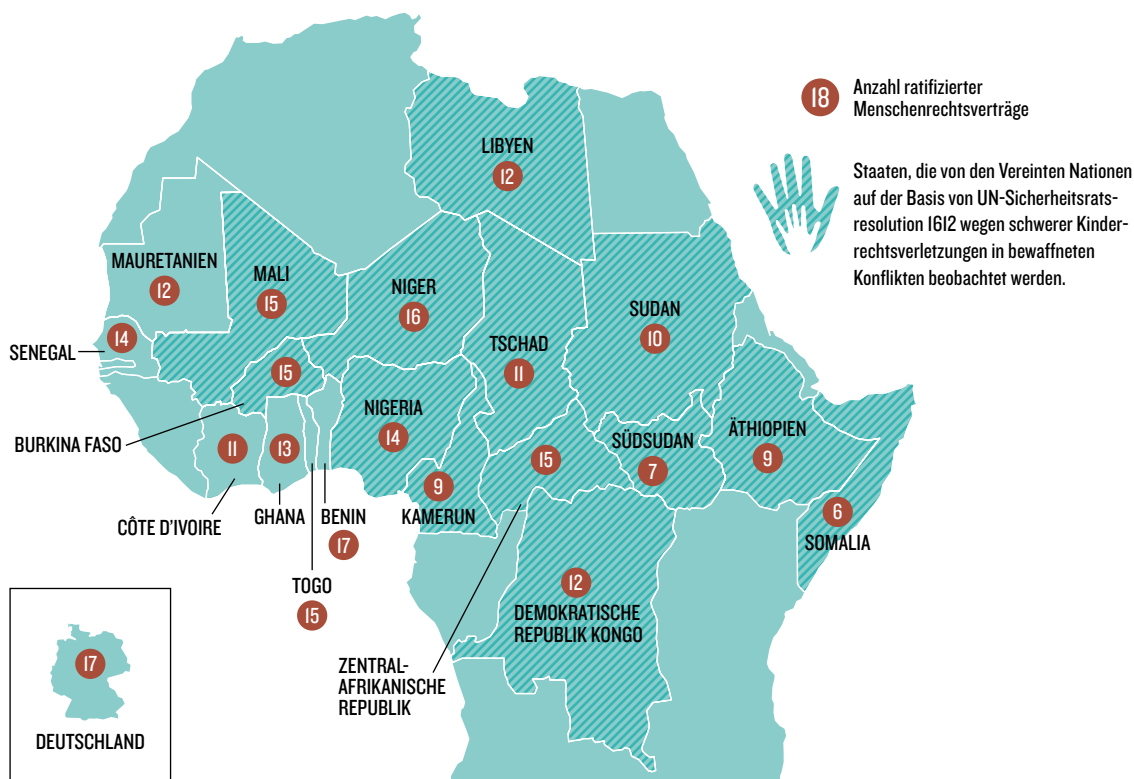 18
Anzahl ratifizierter
Menschenrechtsverträge
Staaten, die von den Vereinten Nationen
auf der Basis von UN-Sicherheitsrats-
resolution 1612 wegen schwerer Kinder-
rechtsverletzungen in bewaffneten
Konflikten beobachtet werden.
LIBYEN
12
MAURETANIEN
12
MALI
15
NIGER
16
TSCHAD
11
SUDAN
10
SENEGAL
14
BURKINA FASO
15
NIGERIA
14
CÔTE D'IVOIRE
11
GHANA
13
TOGO
15
BENIN
17
9
KAMERUN
15
ZENTRAL-
AFRIKANISCHE
REPUBLIK
SÜDSUDAN
7
ÄTHIOPIEN
9
6
SOMALIA
12
DEMOKRATISCHE
REPUBLIK KONGO
17
DEUTSCHLAND